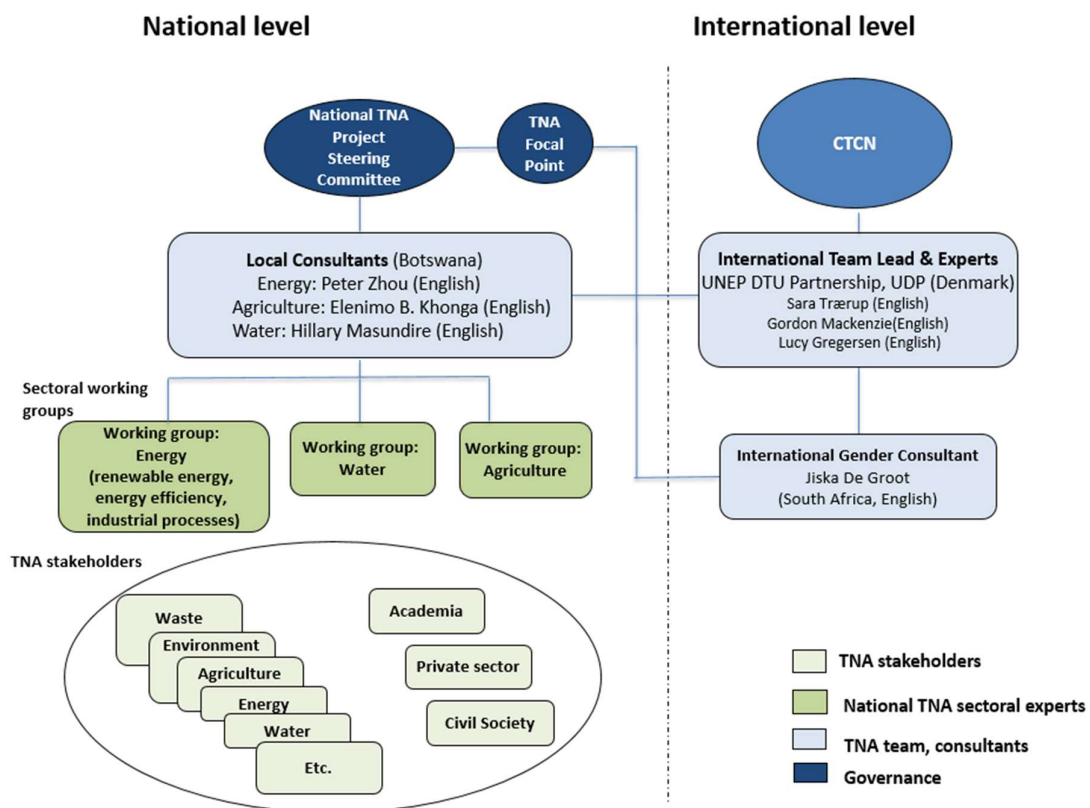 National level
International level
National TNA
Project
Steering
Committee
TNA
Focal
Point
CTCN
Local Consultants (Botswana)
Energy: Peter Zhou (English)
Agriculture: Elenimo B. Khonga (English)
Water: Hillary Masundire (English)
International Team Lead & Experts
UNEP DTU Partnership, UDP (Denmark)
Sara Trærup (English)
Gordon Mackenzie(English)
Lucy Gregersen (English)
Sectoral working
groups
Working group:
Energy
(renewable energy,
energy efficiency,
industrial processes)
Working group:
Water
Working group:
Agriculture
International Gender Consultant
Jiska De Groot
(South Africa, English)
TNA stakeholders
Waste
Environment
Agriculture
Energy
Water
Etc.
Academia
Private sector
Civil Society
TNA stakeholders
National TNA sectoral experts
TNA team, consultants
Governance